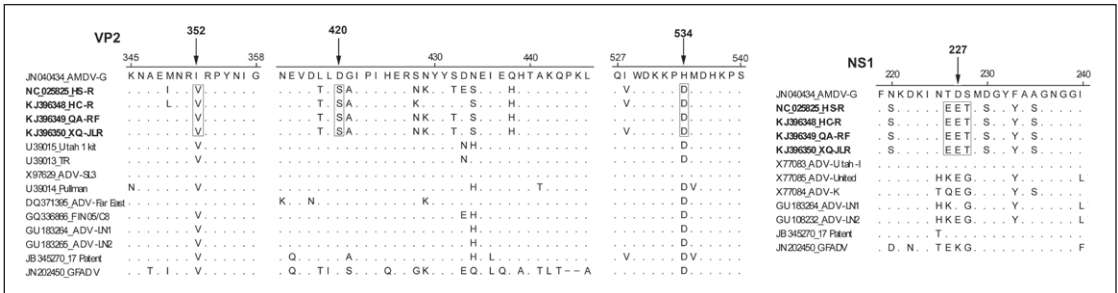 VP2 352 420 534
345 358 430 440 527 540
JN040434_AMDV-G K N A E M N R I R P Y N I G N E V D L L D G I P I H E R S N Y Y S D N E I E Q H T A K Q P K L Q I W D K K P H M D H K P S
NC_025825_HS-R . . . . I . . V . . . . . . . . . . T . S A . . . . . . N K . . T E S . . . H . . . . . . . . . V . . . . . D . . . . . .
KJ396348_HC-R . . . . L . . V . . . . . . . . . . T . S A . . . . . . N K . . . . S . . . H . . . . . . . . . . . . . . . D . . . . . .
KJ396349_QA-RF . . . . . . . V . . . . . . . . . . T . S A . . . . . . N K . . T . S . . . H . . . . . . . . . . . . . . . D . . . . . .
KJ396350_XQ-JLR . . . . . . . V . . . . . . . . . . T . S A . . . . . . . K . . T . S . . . H . . . . . . . . . V . . . . . D . . . . . .
U39015_Utah 1 kit . . . . . . . V . . . . . . . . . . . . . . . . . . . . . . . . . N H . . . . . . . . . . . . . . . . . . . D . . . . . .
U39013_TR . . . . . . . V . . . . . . . . . . . . . . . . . . . . . . . . . N . . . . . . . . . . . . . . . . . . . . D . . . . . .
X97629_ADV-SL3
U39014_Pullman N . . . . . . V . . . . . . . . . . . . . . . . . . . . . . . . . . H . . . . . . T . . . . . . . . . . . . D V . . . . .
DQ371395_ADV-Far East . . . . . . . . . . . . . . K . . N . . . . . . . . . . . K . . . . . . . . . . . . . . . . . . . . . . . . . . . . . . .
GQ336866_FIN05/C8 . . . . . . . V . . . . . . . . . . . . . . . . . . . . . . . . . E H . . . . . . . . . . . . . . . . . . . D . . . . . .
GU183264_ADV-LN1 . . . . . . . V . . . . . . . . . . . . . . . . . . . . . . . . . . H . . . . . . . . . . . . . . . . . . . D . . . . . .
GU183265_ADV-LN2 . . . . . . . V . . . . . . . . . . . . . . . . . . . . . . . . . . H . . . . . . . . . . . . . . . . . . . D . . . . . .
JB345270_17 Patent . . . . . . . V . . . . . . . Q . . . . . A . . . . . . . . . . . . H . L . . . . . . . . . . . V . . . . . D V . . . . .
JN202450_GFADV . . T . I . . V . . . . . . . Q . . T I . S . . . Q . . G K . . . E Q . L Q . A . T L T - - . A . . . . . . . D . . . . . .
NS1 227
220 230 240
JN040434_AMDV-G F N K D K I N T D S M D G Y F A A G N G G I
NC_025825_HS-R . S . . . . . E E T . S . . Y . S . . . . .
KJ396348_HC-R . S . . . . . E E T . S . . Y . S . . . . .
KJ396349_QA-RF . S . . . . . E E T . S . . Y . S . . . . .
KJ396350_XQ-JLR . S . . . . . E E T . S . . Y . S . . . . .
X77083_ADV-Utah-I
X77085_ADV-United . . . . . . H K E G . . . . Y . . . . . . L
X77084_ADV-K . . . . . . T Q E G . . . . Y . S . . . . .
GU183264_ADV-LN1 . . . . . . H K . G . . . . Y . . . . . . L
GU108232_ADV-LN2 . . . . . . H K E G . . . . Y . . . . . . L
JB345270_17 Patent . . . . . . T . . . . . . . . . . . . . . .
JN202450_GFADV . D . N . . T E K G . . . . . . . . . . . F